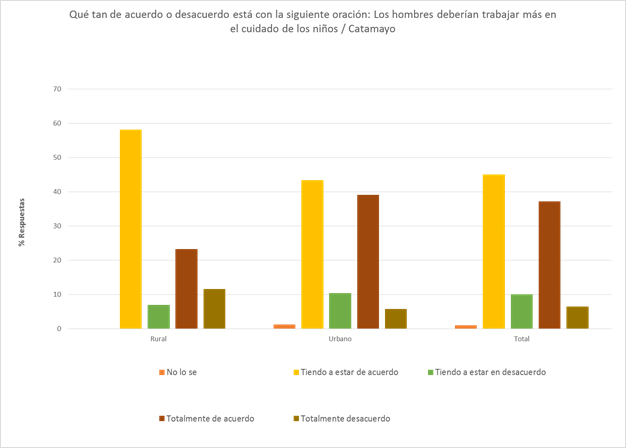 Qué tan de acuerdo o desacuerdo está con la siguiente oración: Los hombres deberían trabajar más en
el cuidado de los niños / Catamayo
70
60
50
40
30
20
10
0
% Respuestas
Rural Urbano Total
No lo se Tiendo a estar de acuerdo Tiendo a estar en desacuerdo
Totalmente de acuerdo Totalmente desacuerdo